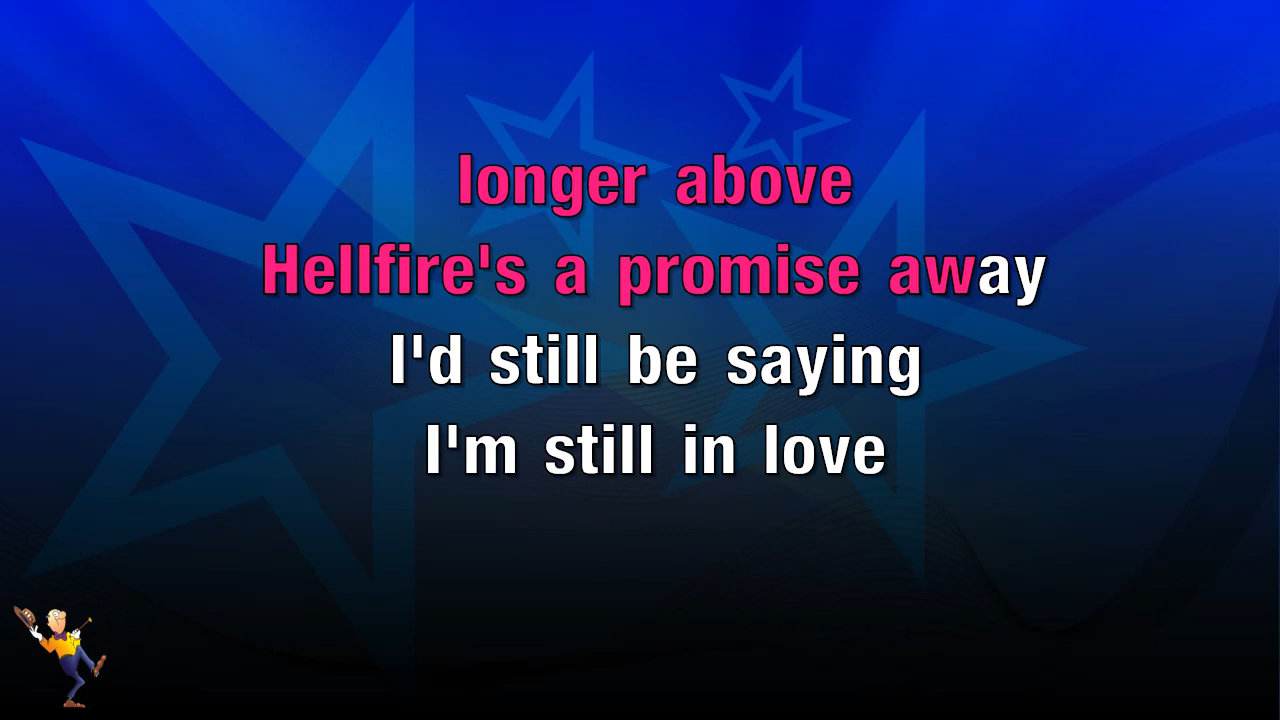 longer above
Hellfire's a promise away
I'd still be saying
I'm still in love